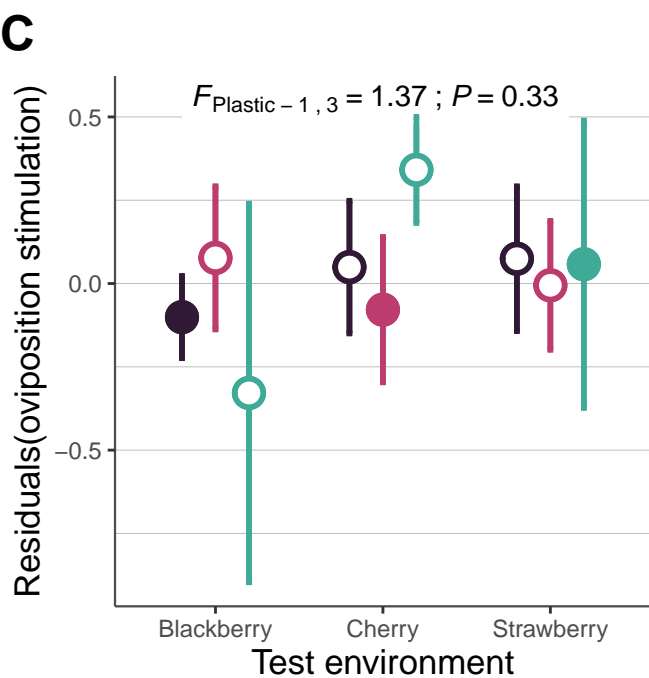 C
F Plastic − 1 , 3 = 1.37 ; P = 0.33
Residuals(oviposition stimulation)
0.5
0.0
−0.5
Blackberry Cherry Strawberry
Test environment